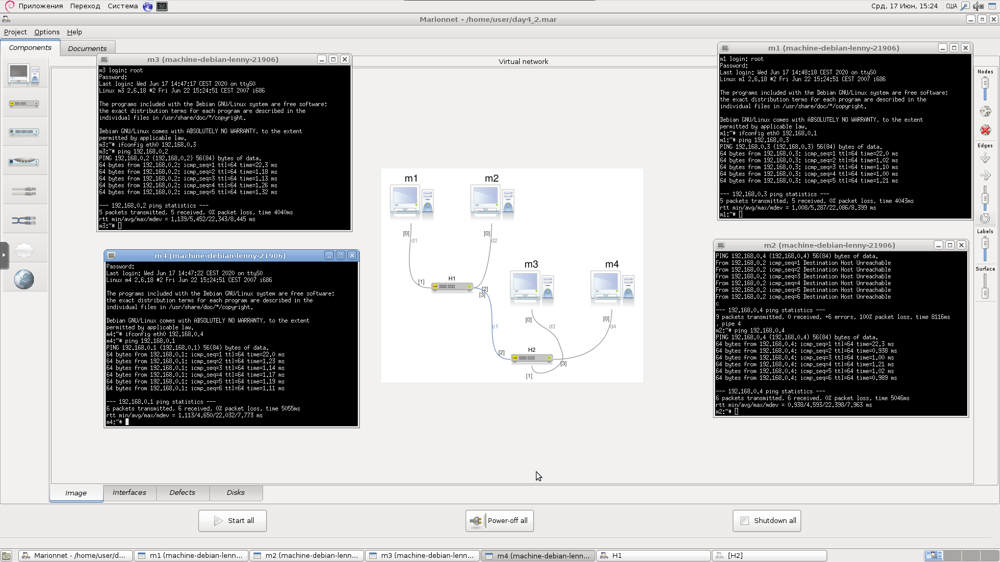 Приложения Переход Система Срд, 17 Июн, 15:24 США
Marionnet - /home/user/day4_2.mar
Project Options Help
Components Documents
Virtual network
m3 (machine-debian-lenny-21906)
m3 login: root
Password:
Last login: Wed Jun 17 14:47:17 CEST 2020 on ttyS0
Linux m3 2.6.18 #2 Fri Jun 22 15:24:51 CEST 2007 i686
The programs included with the Debian GNU/Linux system are free software;
the exact distribution terms for each program are described in the
individual files in /usr/share/doc/*/copyright.
Debian GNU/Linux comes with ABSOLUTELY NO WARRANTY, to the extent
permitted by applicable law.
m3:~# ifconfig eth0 192.168.0.3
m3:~# ping 192.168.0.2
PING 192.168.0.2 (192.168.0.2) 56(84) bytes of data.
64 bytes from 192.168.0.2: icmp_seq=1 ttl=64 time=22.3 ms
64 bytes from 192.168.0.2: icmp_seq=2 ttl=64 time=1.18 ms
64 bytes from 192.168.0.2: icmp_seq=3 ttl=64 time=1.13 ms
64 bytes from 192.168.0.2: icmp_seq=4 ttl=64 time=1.26 ms
64 bytes from 192.168.0.2: icmp_seq=5 ttl=64 time=1.32 ms
--- 192.168.0.2 ping statistics ---
5 packets transmitted, 5 received, 0% packet loss, time 4040ms
rtt min/avg/max/mdev = 1.139/5.452/22.343/8.445 ms
m3:~#
m4 (machine-debian-lenny-21906)
Password:
Last login: Wed Jun 17 14:47:22 CEST 2020 on ttyS0
Linux m4 2.6.18 #2 Fri Jun 22 15:24:51 CEST 2007 i686
The programs included with the Debian GNU/Linux system are free software;
the exact distribution terms for each program are described in the
individual files in /usr/share/doc/*/copyright.
Debian GNU/Linux comes with ABSOLUTELY NO WARRANTY, to the extent
permitted by applicable law.
m4:~# ifconfig eth0 192.168.0.4
m4:~# ping 192.168.0.1
PING 192.168.0.1 (192.168.0.1) 56(84) bytes of data.
64 bytes from 192.168.0.1: icmp_seq=1 ttl=64 time=22.0 ms
64 bytes from 192.168.0.1: icmp_seq=2 ttl=64 time=1.23 ms
64 bytes from 192.168.0.1: icmp_seq=3 ttl=64 time=1.14 ms
64 bytes from 192.168.0.1: icmp_seq=4 ttl=64 time=1.17 ms
64 bytes from 192.168.0.1: icmp_seq=5 ttl=64 time=1.19 ms
64 bytes from 192.168.0.1: icmp_seq=6 ttl=64 time=1.11 ms
--- 192.168.0.1 ping statistics ---
6 packets transmitted, 6 received, 0% packet loss, time 5055ms
rtt min/avg/max/mdev = 1.113/4.650/22.032/7.773 ms
m4:~#
m1 m2
[0] d1 [0] d2
m3 m4
[1] H1 [2]
[3]
[0] [0]
c1 d3 d4
[2] H2 [3]
[1]
m1 (machine-debian-lenny-21906)
m1 login: root
Password:
Last login: Wed Jun 17 14:48:18 CEST 2020 on ttyS0
Linux m1 2.6.18 #2 Fri Jun 22 15:24:51 CEST 2007 i686
The programs included with the Debian GNU/Linux system are free software;
the exact distribution terms for each program are described in the
individual files in /usr/share/doc/*/copyright.
Debian GNU/Linux comes with ABSOLUTELY NO WARRANTY, to the extent
permitted by applicable law.
m1:~# ifconfig eth0 192.168.0.1
m1:~# ping 192.168.0.3
PING 192.168.0.3 (192.168.0.3) 56(84) bytes of data.
64 bytes from 192.168.0.3: icmp_seq=1 ttl=64 time=22.0 ms
64 bytes from 192.168.0.3: icmp_seq=2 ttl=64 time=1.02 ms
64 bytes from 192.168.0.3: icmp_seq=3 ttl=64 time=1.10 ms
64 bytes from 192.168.0.3: icmp_seq=4 ttl=64 time=1.00 ms
64 bytes from 192.168.0.3: icmp_seq=5 ttl=64 time=1.21 ms
--- 192.168.0.3 ping statistics ---
5 packets transmitted, 5 received, 0% packet loss, time 4043ms
rtt min/avg/max/mdev = 1.008/5.287/22.086/8.399 ms
m1:~#
m2 (machine-debian-lenny-21906)
PING 192.168.0.4 (192.168.0.4) 56(84) bytes of data.
From 192.168.0.2 icmp_seq=1 Destination Host Unreachable
From 192.168.0.2 icmp_seq=2 Destination Host Unreachable
From 192.168.0.2 icmp_seq=3 Destination Host Unreachable
From 192.168.0.2 icmp_seq=4 Destination Host Unreachable
From 192.168.0.2 icmp_seq=5 Destination Host Unreachable
From 192.168.0.2 icmp_seq=6 Destination Host Unreachable
c
--- 192.168.0.4 ping statistics ---
9 packets transmitted, 0 received, +6 errors, 100% packet loss, time 8116ms
, pipe 4
m2:~# ping 192.168.0.4
PING 192.168.0.4 (192.168.0.4) 56(84) bytes of data.
64 bytes from 192.168.0.4: icmp_seq=1 ttl=64 time=22.3 ms
64 bytes from 192.168.0.4: icmp_seq=2 ttl=64 time=0.938 ms
64 bytes from 192.168.0.4: icmp_seq=3 ttl=64 time=1.00 ms
64 bytes from 192.168.0.4: icmp_seq=4 ttl=64 time=1.21 ms
64 bytes from 192.168.0.4: icmp_seq=5 ttl=64 time=1.02 ms
64 bytes from 192.168.0.4: icmp_seq=6 ttl=64 time=0.989 ms
--- 192.168.0.4 ping statistics ---
6 packets transmitted, 6 received, 0% packet loss, time 5046ms
rtt min/avg/max/mdev = 0.938/4.593/22.398/7.963 ms
m2:~#
Nodes
Edges
Labels
Surface
Image Interfaces Defects Disks
Start all Power-off all Shutdown all
Marionnet - /home/user/d... m1 (machine-debian-lenn... m2 (machine-debian-lenn... m3 (machine-debian-lenn... m4 (machine-debian-lenn... H1 [H2]